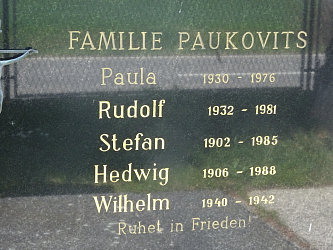 FAMILIE PAUKOVITS
Paula 1930 - 1976
Rudolf 1932 - 1981
Stefan 1902 - 1985
Hedwig 1906 - 1988
Wilhelm 1940 - 1942
Ruhet in Frieden!